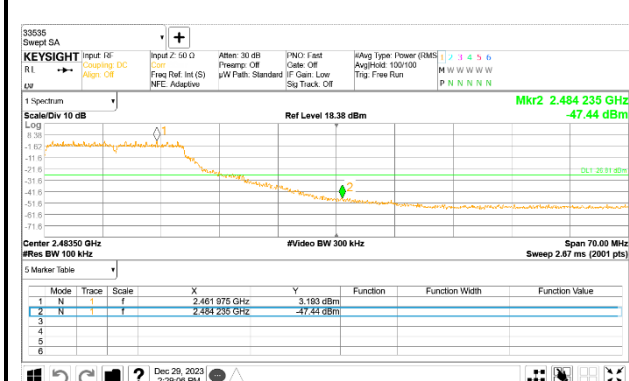 33535
Swept SA
+
KEYSIGHT Input: RF Input Z: 50 Ω Atten: 30 dB PNO: Fast #Avg Type: Power (RMS 1 2 3 4 5 6
RL Coupling: DC Corr Preamp: Off Gate: Off Avg|Hold: 100/100 M W W W W W
Align: Off Freq Ref: Int (S) µW Path: Standard IF Gain: Low Trig: Free Run
NFE: Adaptive Sig Track: Off P N N N N N
1 Spectrum
Mkr2 2.484 235 GHz
Scale/Div 10 dB Ref Level 18.38 dBm -47.44 dBm
Log
8.38
1
-1.62
-11.6
-21.6
-31.6
-41.6
2
-51.6
-61.6
-71.6
Center 2.48350 GHz #Video BW 300 kHz Span 70.00 MHz
#Res BW 100 kHz Sweep 2.67 ms (2001 pts)
5 Marker Table
Mode Trace Scale X Y Function Function Width Function Value
1 N 1 f 2.461 975 GHz 3.193 dBm
2 N 1 f 2.484 235 GHz -47.44 dBm
3
4
5
6
? Dec 29, 2023
2:29:06 PM